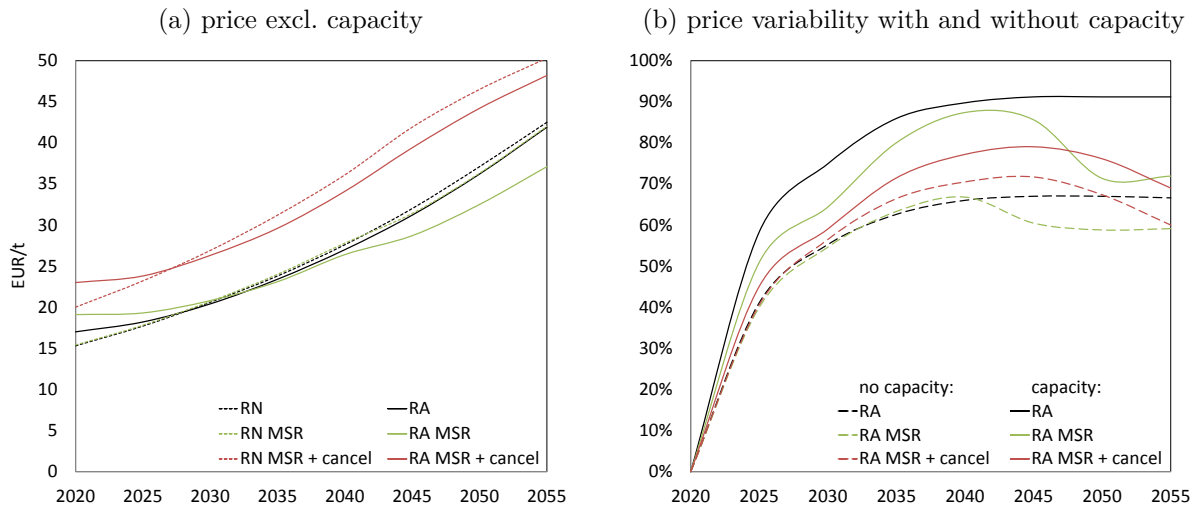 (a) price excl. capacity
EUR/t
50
45
40
35
30
25
20
15
10
5
0
RN RA
RN MSR RA MSR
RN MSR + cancel RA MSR + cancel
2020 2025 2030 2035 2040 2045 2050 2055
(b) price variability with and without capacity
100%
90%
80%
70%
60%
50%
40%
30%
20%
10%
0%
no capacity: capacity:
RA RA
RA MSR RA MSR
RA MSR + cancel RA MSR + cancel
2020 2025 2030 2035 2040 2045 2050 2055